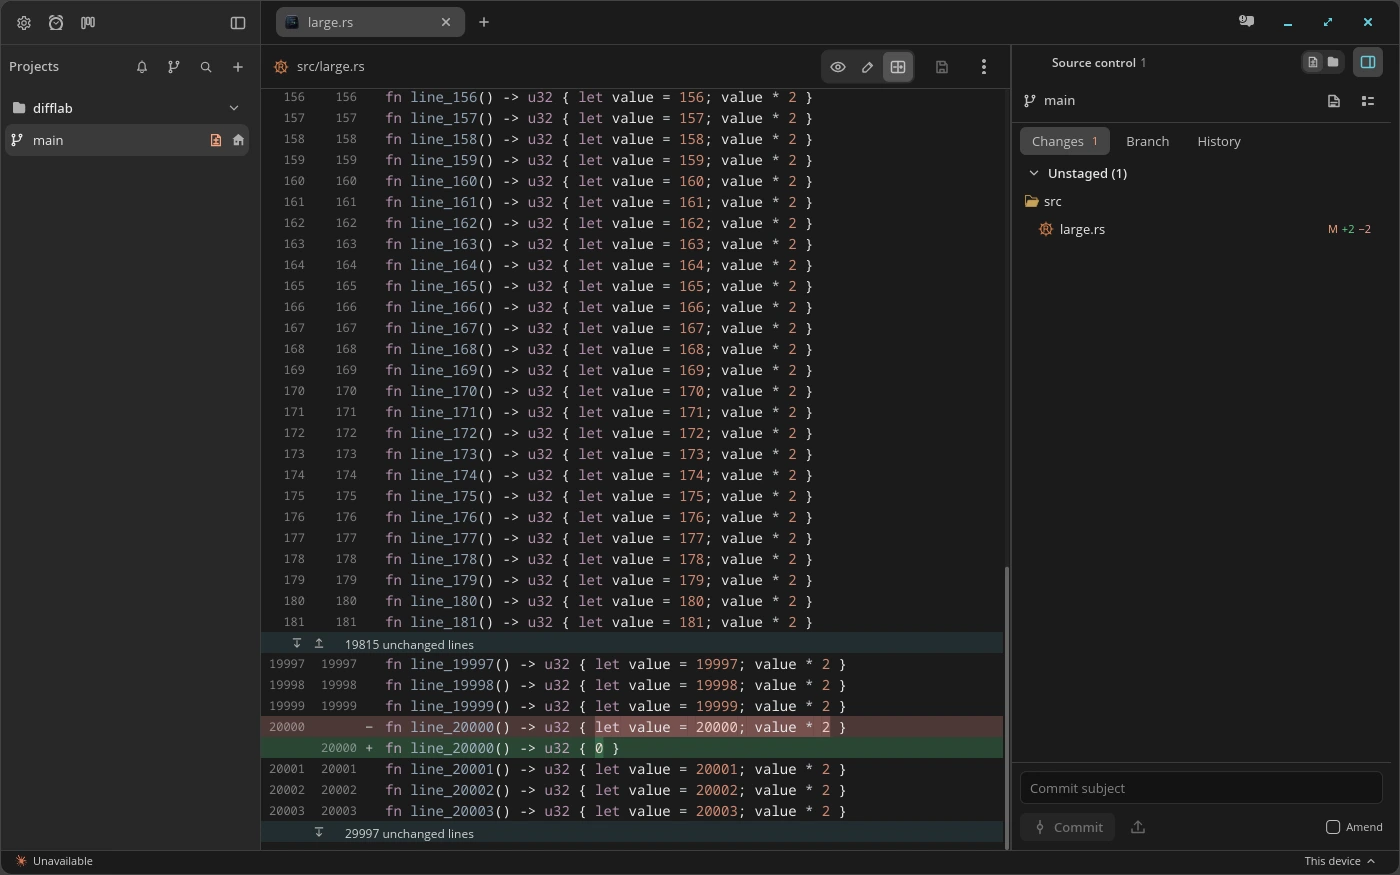 large.rs
Projects
src/large.rs
Source control 1
difflab
main
main
Changes 1 Branch History
Unstaged (1)
src
large.rs M +2 −2
156 156 fn line_156() -> u32 { let value = 156; value * 2 }
157 157 fn line_157() -> u32 { let value = 157; value * 2 }
158 158 fn line_158() -> u32 { let value = 158; value * 2 }
159 159 fn line_159() -> u32 { let value = 159; value * 2 }
160 160 fn line_160() -> u32 { let value = 160; value * 2 }
161 161 fn line_161() -> u32 { let value = 161; value * 2 }
162 162 fn line_162() -> u32 { let value = 162; value * 2 }
163 163 fn line_163() -> u32 { let value = 163; value * 2 }
164 164 fn line_164() -> u32 { let value = 164; value * 2 }
165 165 fn line_165() -> u32 { let value = 165; value * 2 }
166 166 fn line_166() -> u32 { let value = 166; value * 2 }
167 167 fn line_167() -> u32 { let value = 167; value * 2 }
168 168 fn line_168() -> u32 { let value = 168; value * 2 }
169 169 fn line_169() -> u32 { let value = 169; value * 2 }
170 170 fn line_170() -> u32 { let value = 170; value * 2 }
171 171 fn line_171() -> u32 { let value = 171; value * 2 }
172 172 fn line_172() -> u32 { let value = 172; value * 2 }
173 173 fn line_173() -> u32 { let value = 173; value * 2 }
174 174 fn line_174() -> u32 { let value = 174; value * 2 }
175 175 fn line_175() -> u32 { let value = 175; value * 2 }
176 176 fn line_176() -> u32 { let value = 176; value * 2 }
177 177 fn line_177() -> u32 { let value = 177; value * 2 }
178 178 fn line_178() -> u32 { let value = 178; value * 2 }
179 179 fn line_179() -> u32 { let value = 179; value * 2 }
180 180 fn line_180() -> u32 { let value = 180; value * 2 }
181 181 fn line_181() -> u32 { let value = 181; value * 2 }
19815 unchanged lines
19997 19997 fn line_19997() -> u32 { let value = 19997; value * 2 }
19998 19998 fn line_19998() -> u32 { let value = 19998; value * 2 }
19999 19999 fn line_19999() -> u32 { let value = 19999; value * 2 }
20000 − fn line_20000() -> u32 { let value = 20000; value * 2 }
20000 + fn line_20000() -> u32 { 0 }
20001 20001 fn line_20001() -> u32 { let value = 20001; value * 2 }
20002 20002 fn line_20002() -> u32 { let value = 20002; value * 2 }
20003 20003 fn line_20003() -> u32 { let value = 20003; value * 2 }
29997 unchanged lines
Commit subject
Commit
Amend
Unavailable
This device